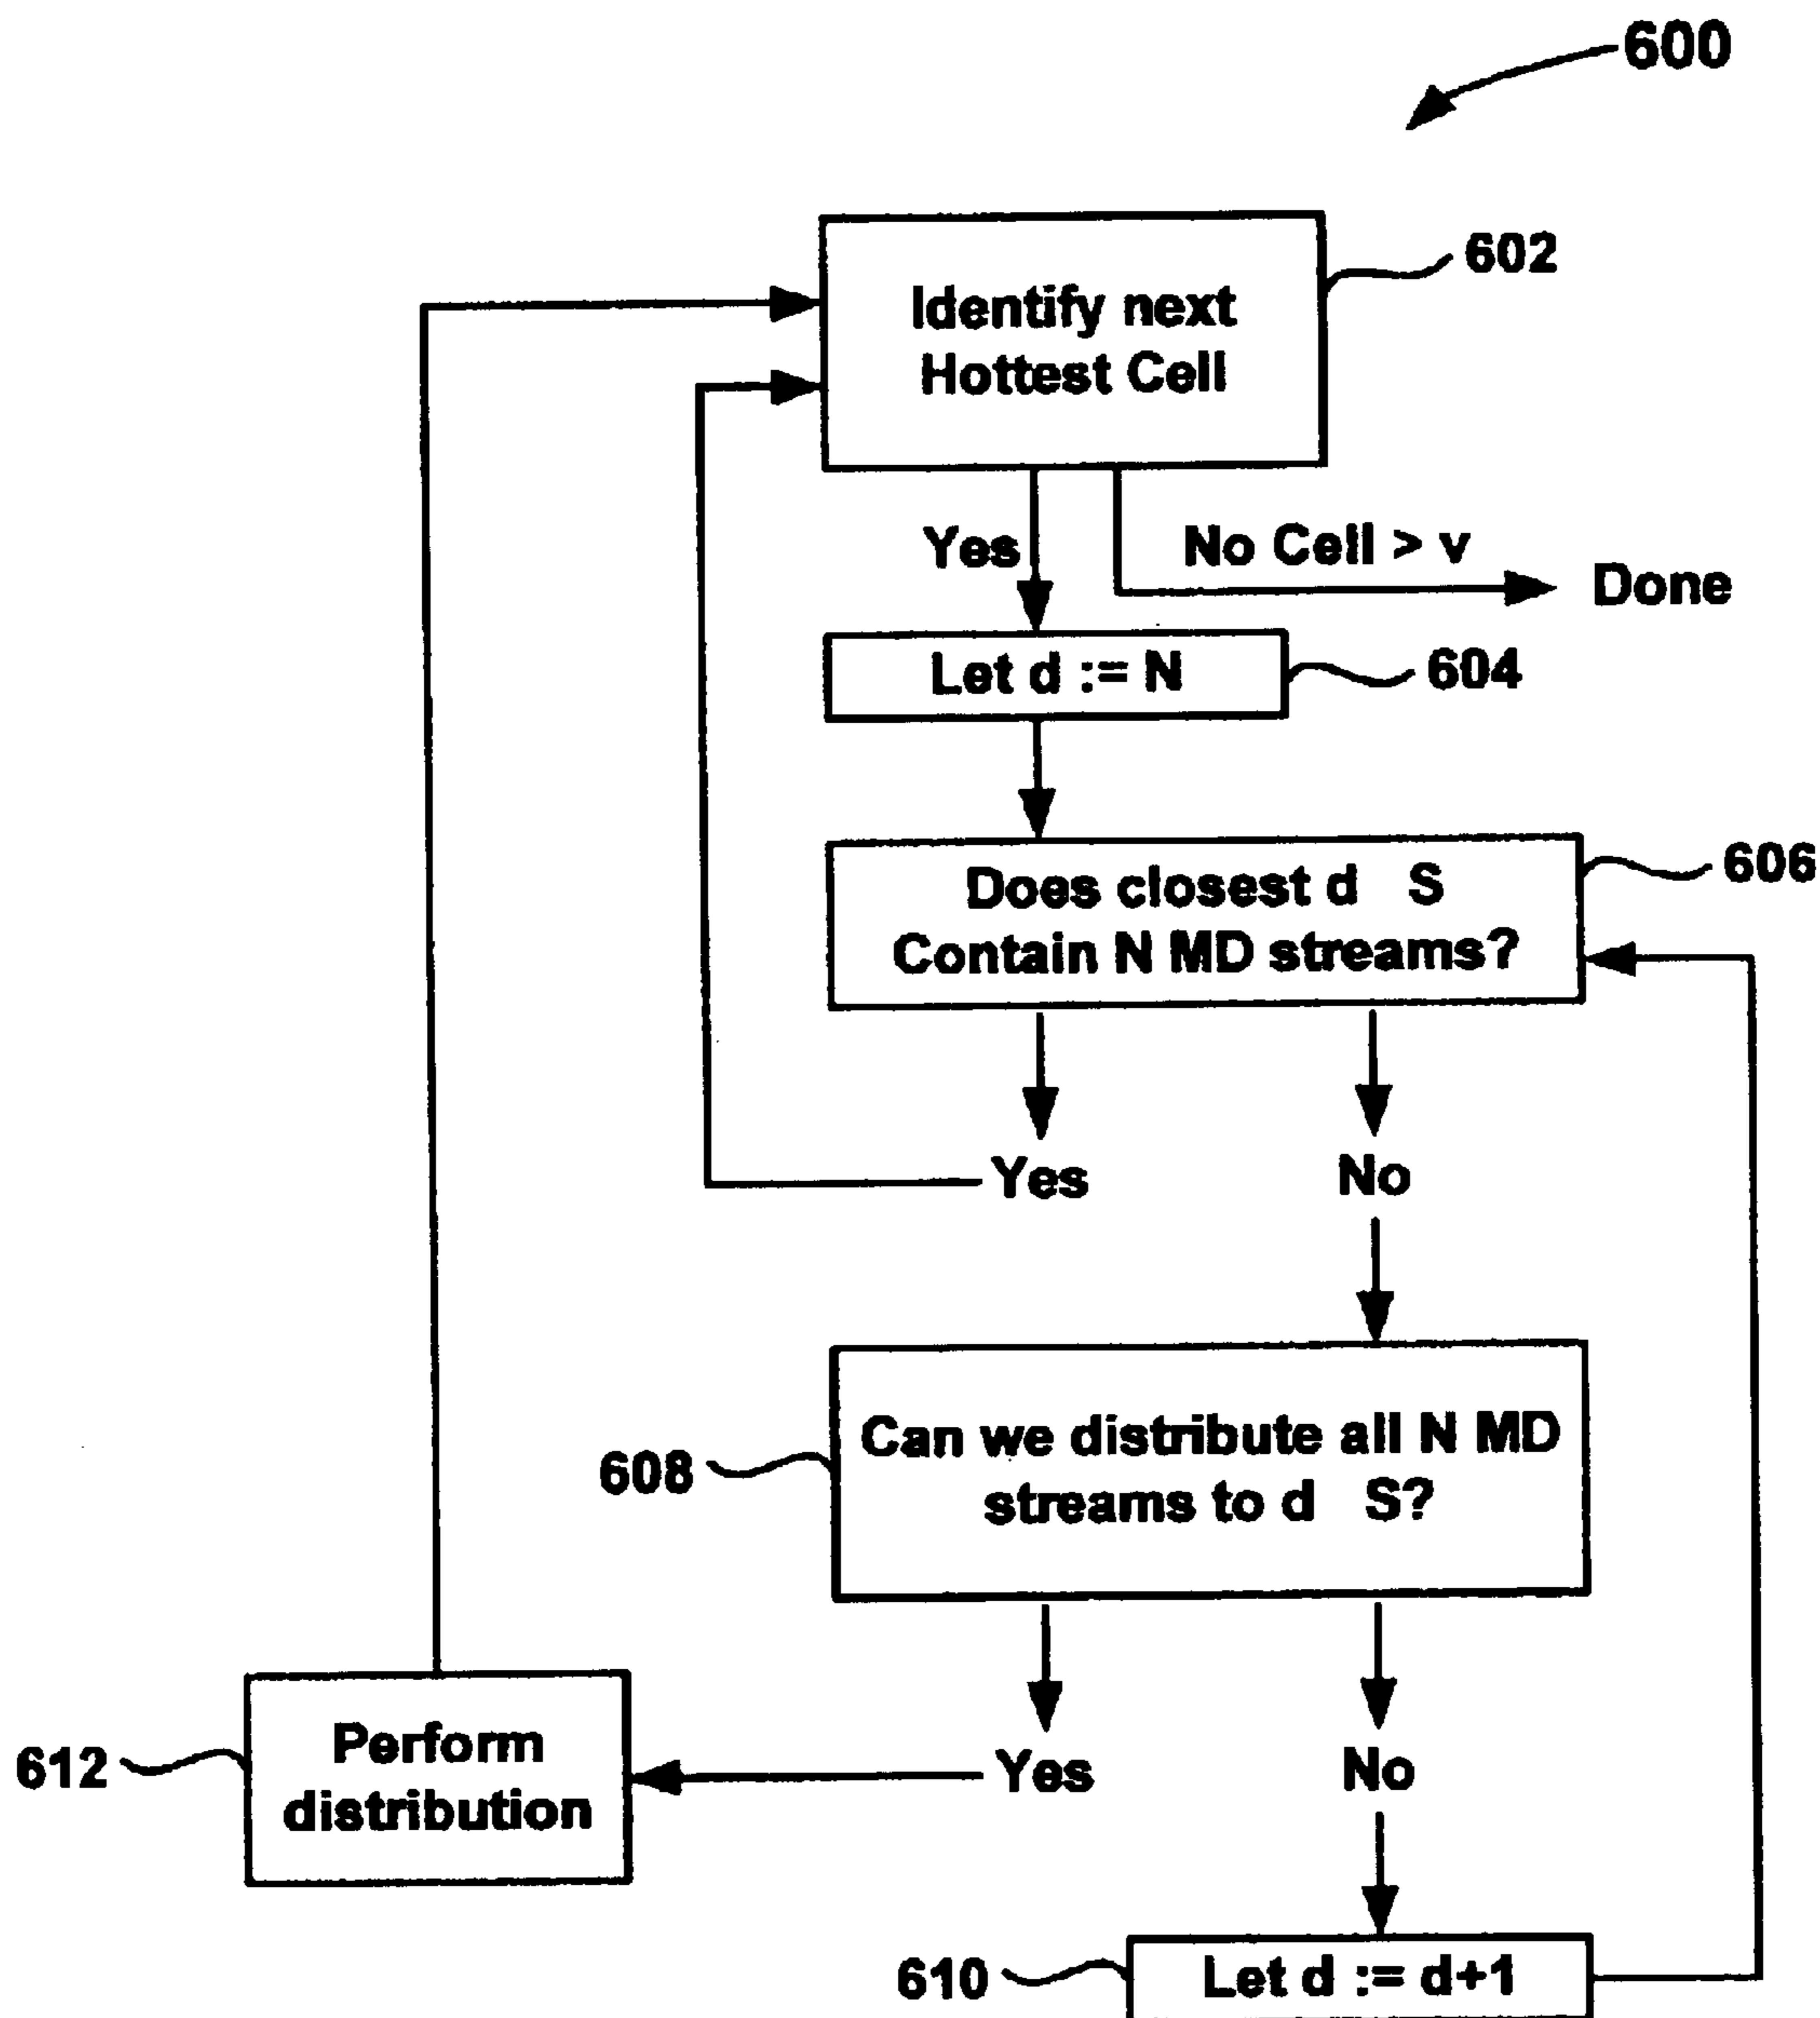 600
Identify next
Hottest Cell
602
Yes
No Cell > v
Done
Let d := N
604
Does closest d S
Contain N MD streams?
606
Yes
No
Can we distribute all N MD
streams to d S?
608
Yes
No
Perform
distribution
612
Let d := d+1
610